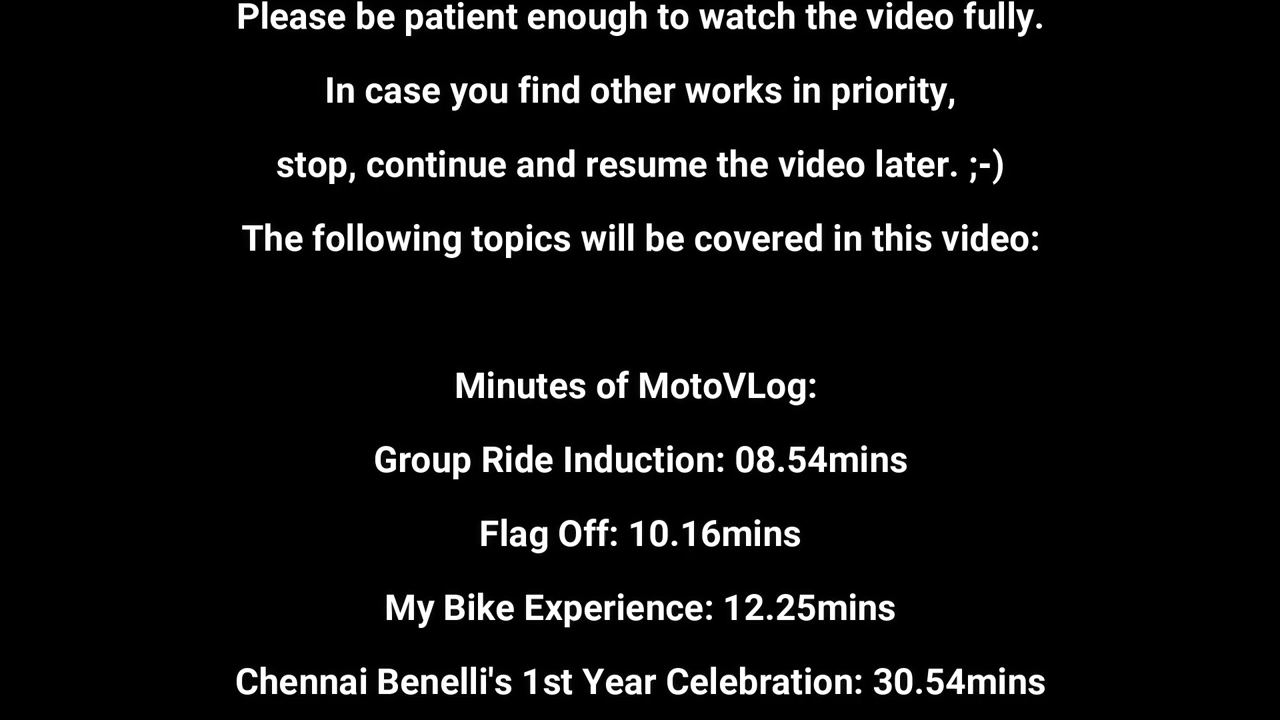 Please be patient enough to watch the video fully.
In case you find other works in priority,
stop, continue and resume the video later. ;-)
The following topics will be covered in this video:
Minutes of MotoVLog:
Group Ride Induction: 08.54mins
Flag Off: 10.16mins
My Bike Experience: 12.25mins
Chennai Benelli's 1st Year Celebration: 30.54mins